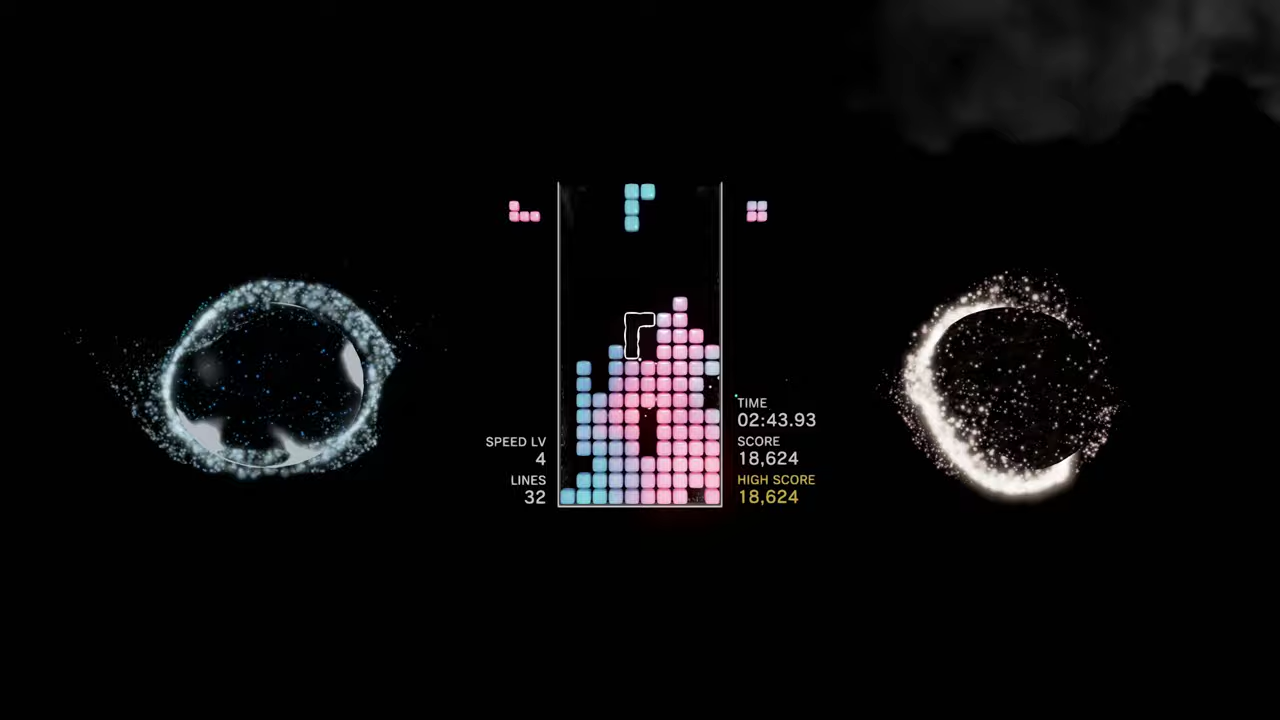 SPEED LV
4
LINES
32
TIME
02:43.93
SCORE
18,624
HIGH SCORE
18,624